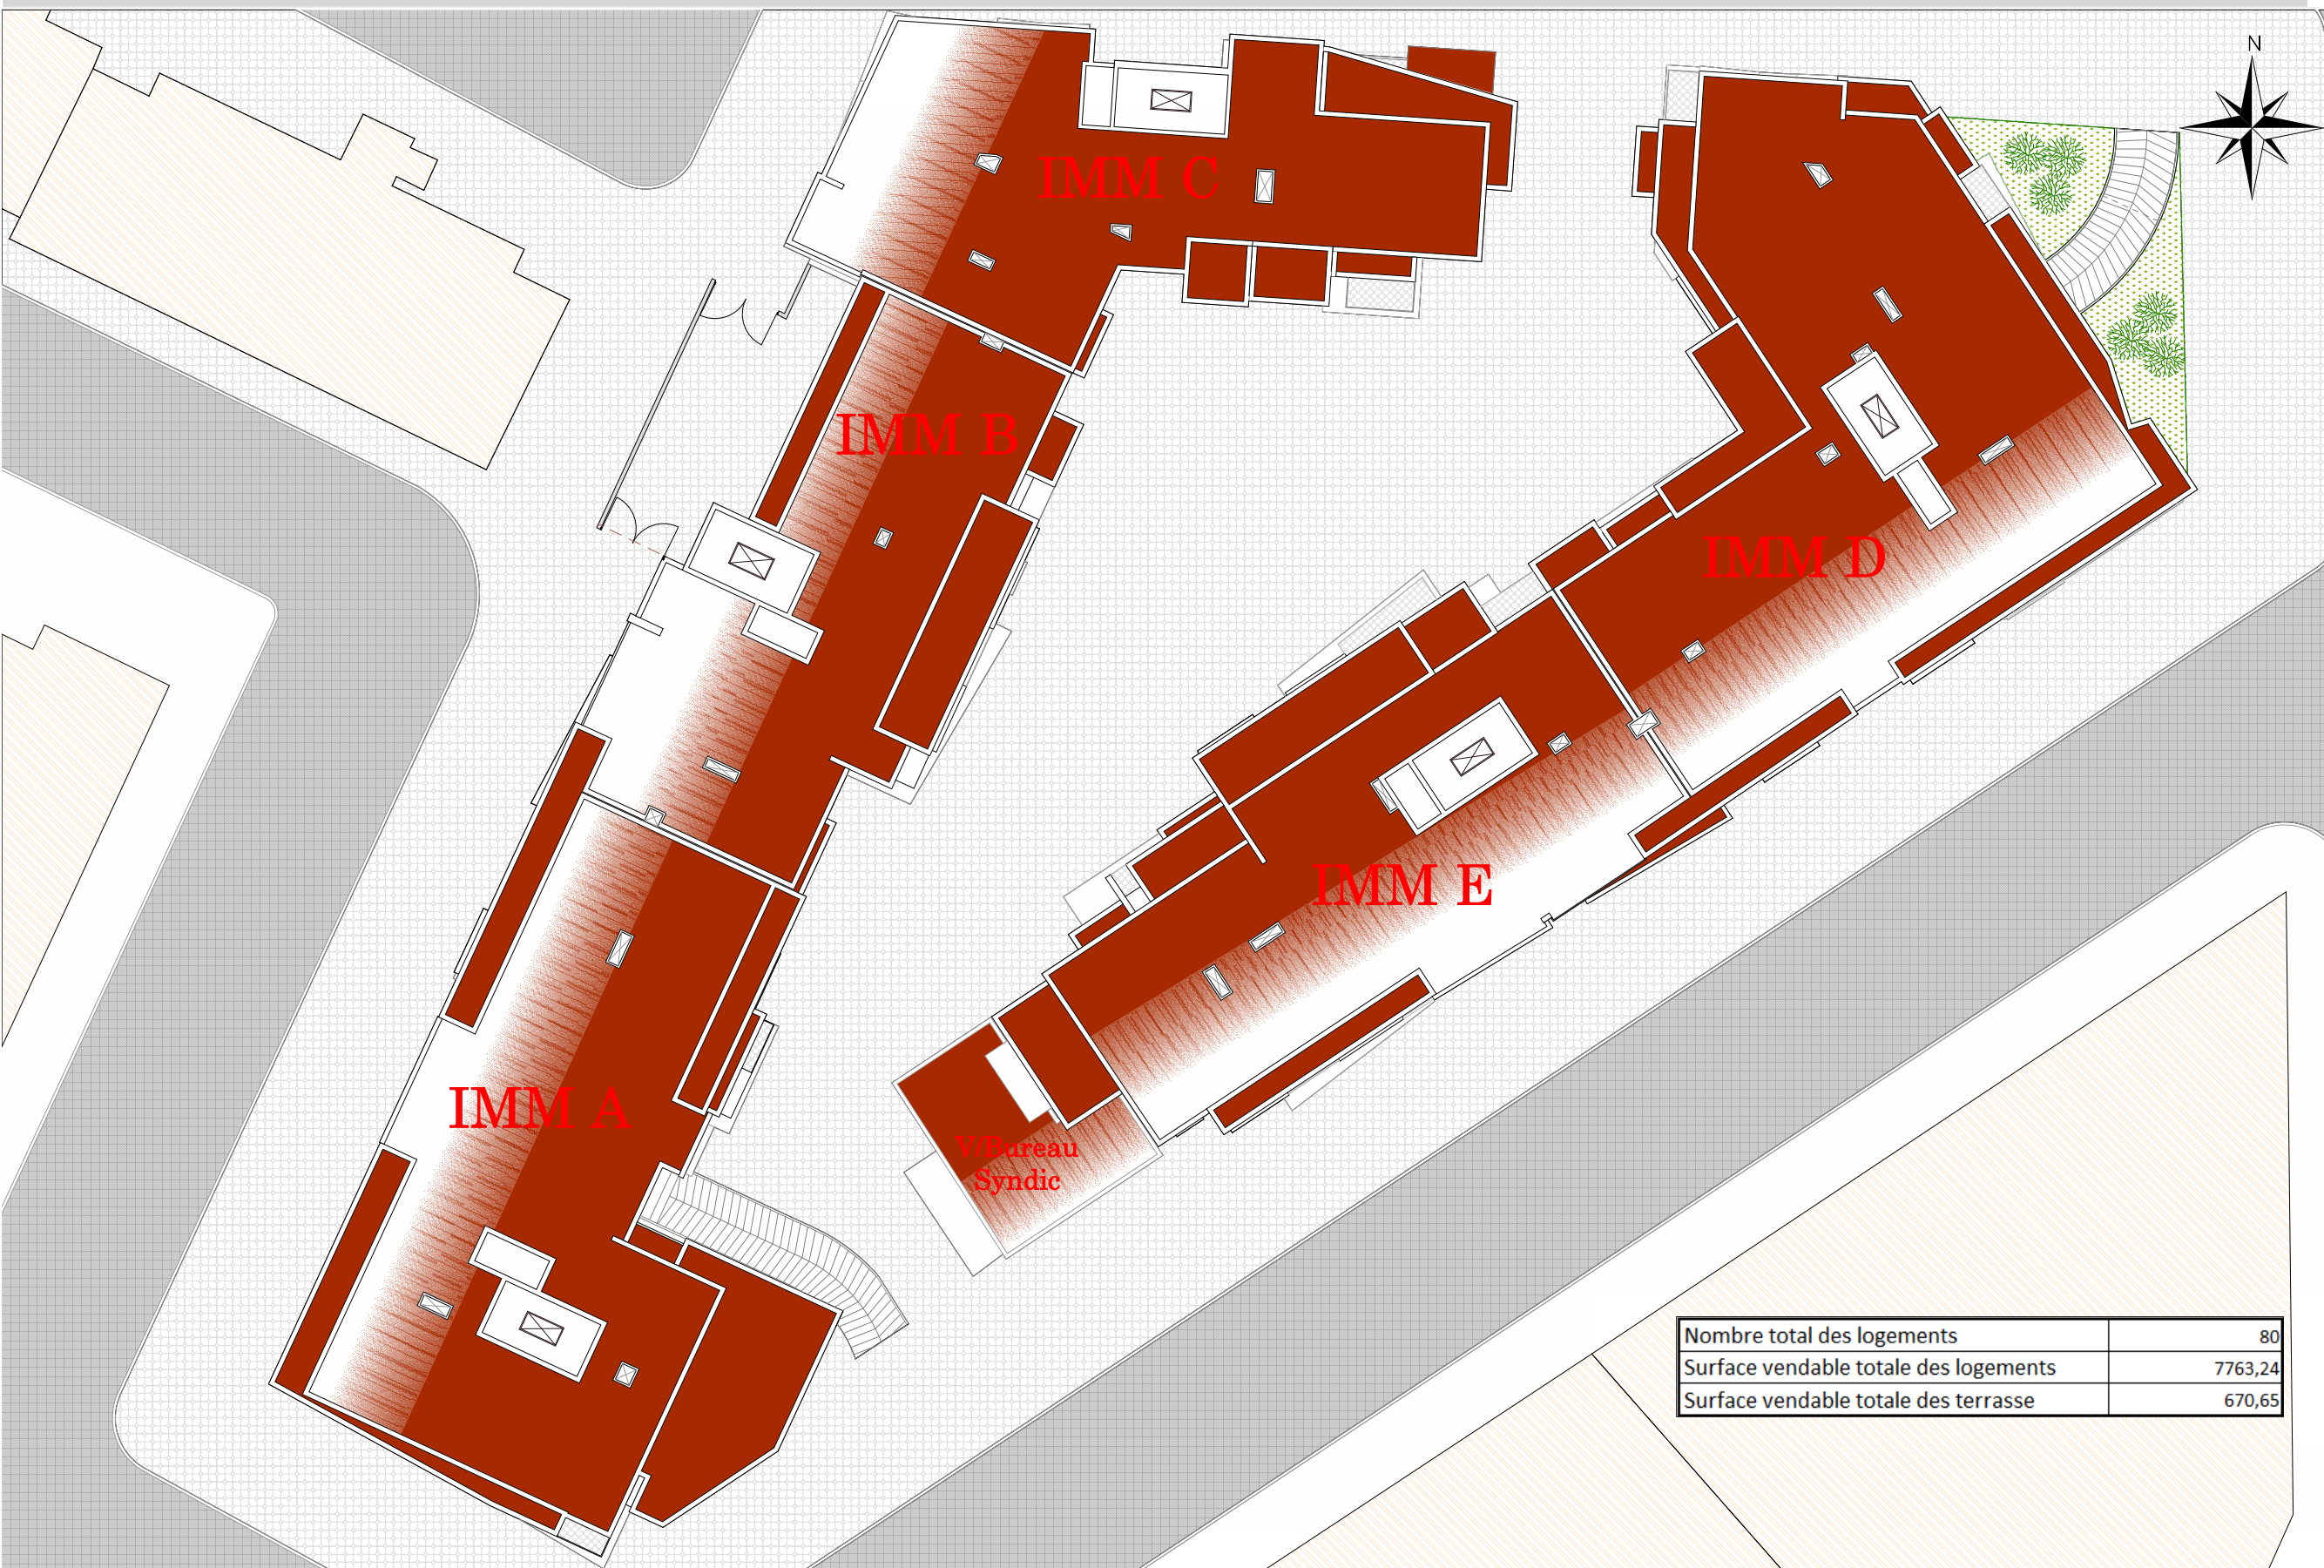 N
IMM C
IMM B
IMM D
IMM E
IMM A
V/Bureau
Syndic
Nombre total des logements 80
Surface vendable totale des logements 7763,24
Surface vendable totale des terrasse 670,65